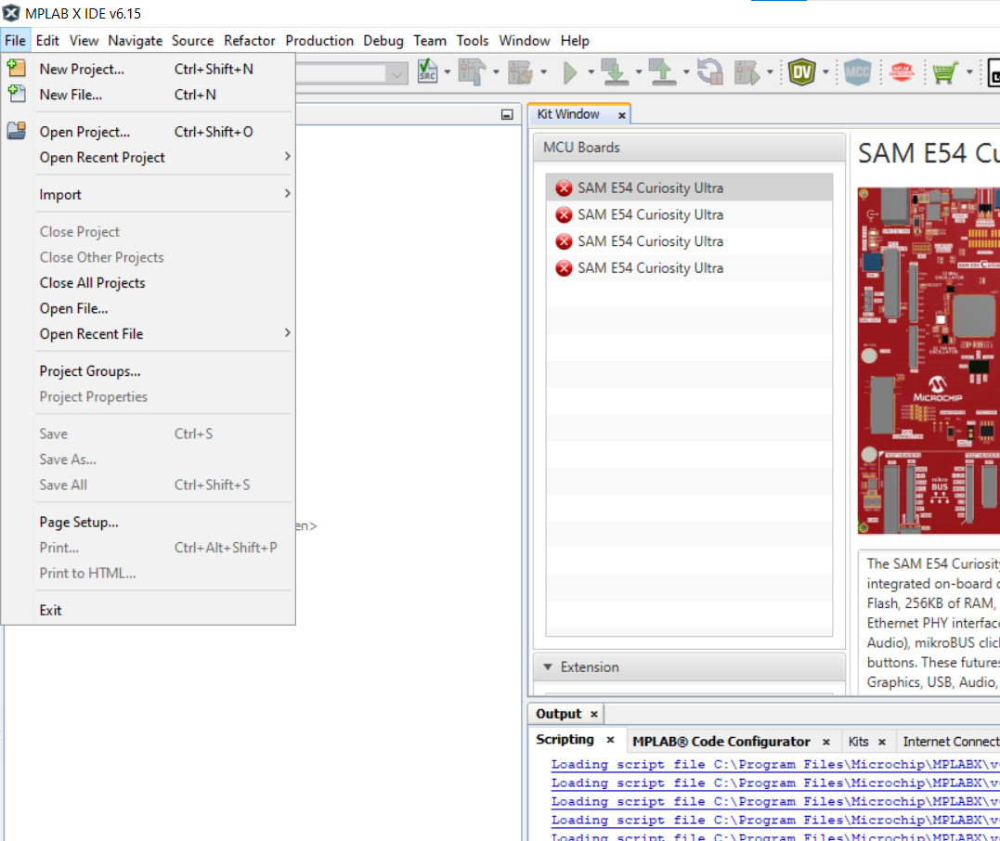 MPLAB X IDE v6.15
File Edit View Navigate Source Refactor Production Debug Team Tools Window Help
New Project... Ctrl+Shift+N
New File... Ctrl+N
Open Project... Ctrl+Shift+O
Open Recent Project
Import
Close Project
Close Other Projects
Close All Projects
Open File...
Open Recent File
Project Groups...
Project Properties
Save Ctrl+S
Save As...
Save All Ctrl+Shift+S
Page Setup...
Print... Ctrl+Alt+Shift+P
Print to HTML...
Exit
en>
SRC
DV
MCC
Kit Window
MCU Boards
SAM E54 Curiosity Ultra
SAM E54 Curiosity Ultra
SAM E54 Curiosity Ultra
SAM E54 Curiosity Ultra
Extension
SAM E54 Cu
MICROCHIP
mikro
BUS
The SAM E54 Curiosity
integrated on-board d
Flash, 256KB of RAM,
Ethernet PHY interface
Audio), mikroBUS click
buttons. These futures
Graphics, USB, Audio,
Output
Scripting MPLAB® Code Configurator Kits Internet Connect
Loading script file C:\Program Files\Microchip\MPLABX\v
Loading script file C:\Program Files\Microchip\MPLABX\v
Loading script file C:\Program Files\Microchip\MPLABX\v
Loading script file C:\Program Files\Microchip\MPLABX\v
Loading script file C:\Program Files\Microchip\MPLABX\v